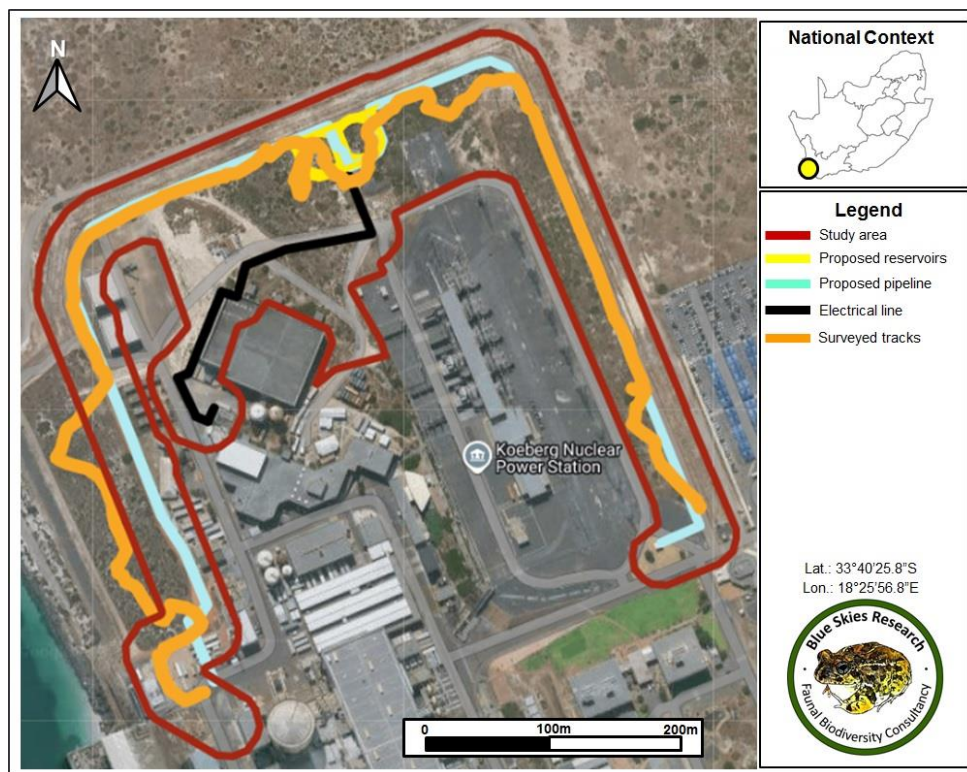 N
Koeberg Nuclear
Power Station
0
100m
200m
National Context
Legend
Study area
Proposed reservoirs
Proposed pipeline
Electrical line
Surveyed tracks
Lat.: 33°40'25.8"S
Lon.: 18°25'56.8"E
Blue Skies Research
Faunal Biodiversity Consultancy